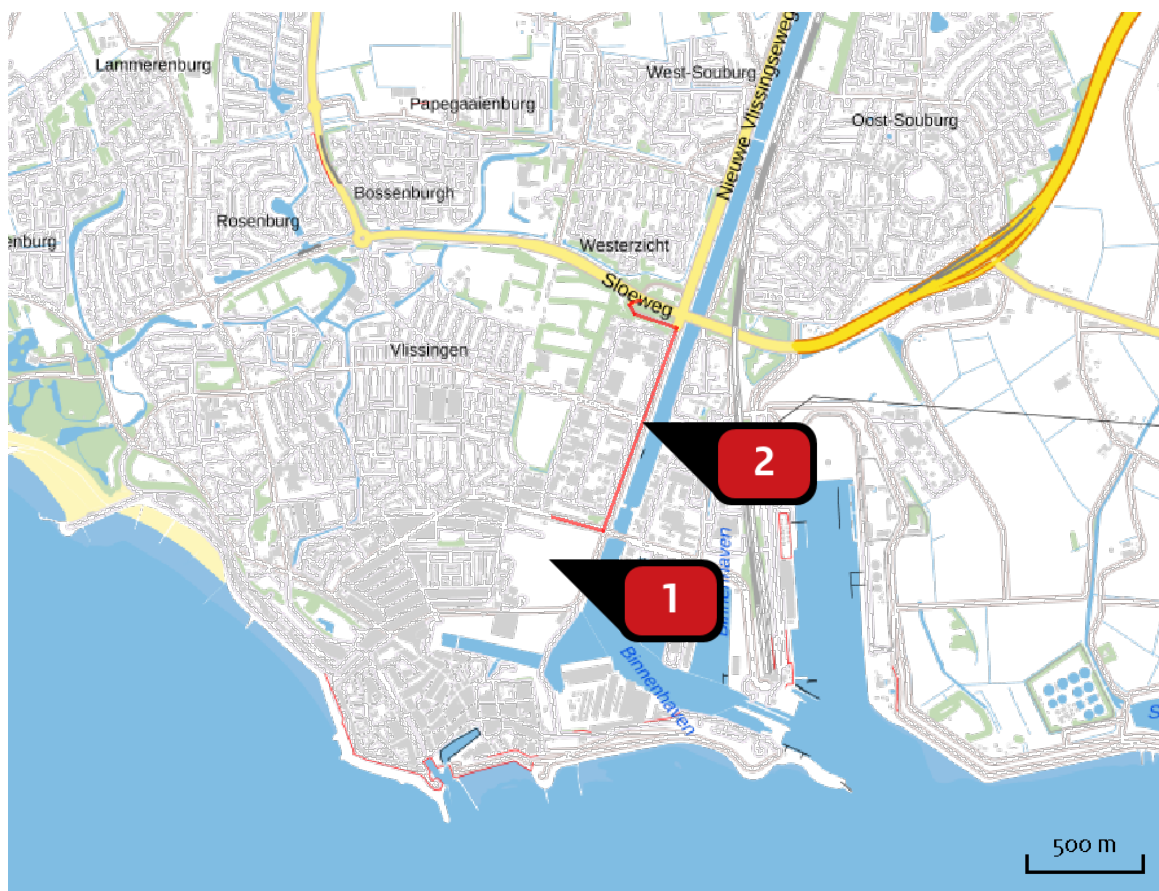 Lammerenburg
West-Souburg
Nieuwe Vlissingseweg
Papegaaienburg
Oost-Souburg
Bossenburgh
Rosenburg
enburg
Westerzicht
Sloeweg
Vlissingen
2
Binnenhaven
1
Binnenhaven
S
500 m